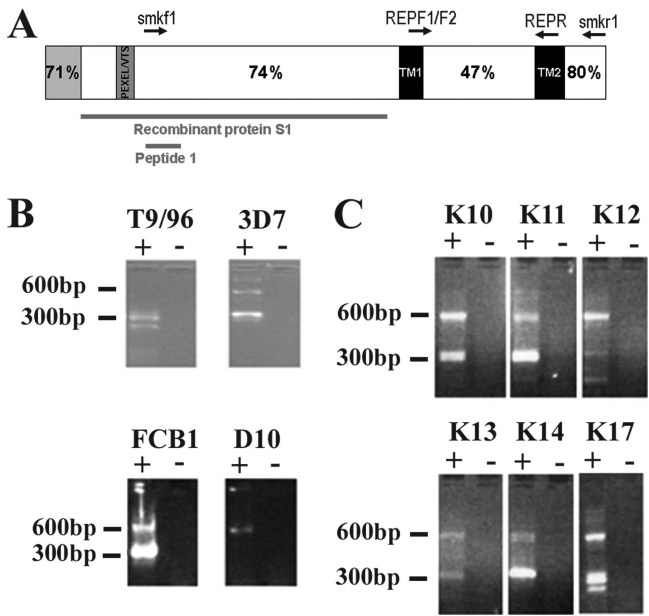 A
smkf1 REPF1/F2 REPR smkr1
71% PEXEL/VTS 74% TM1 47% TM2 80%
Recombinant protein S1
Peptide 1
B
T9/96 3D7
+ - + -
600bp
300bp
FCB1 D10
+ - + -
600bp
300bp
C
K10 K11 K12
+ - + - + -
600bp
300bp
K13 K14 K17
+ - + - + -
600bp
300bp